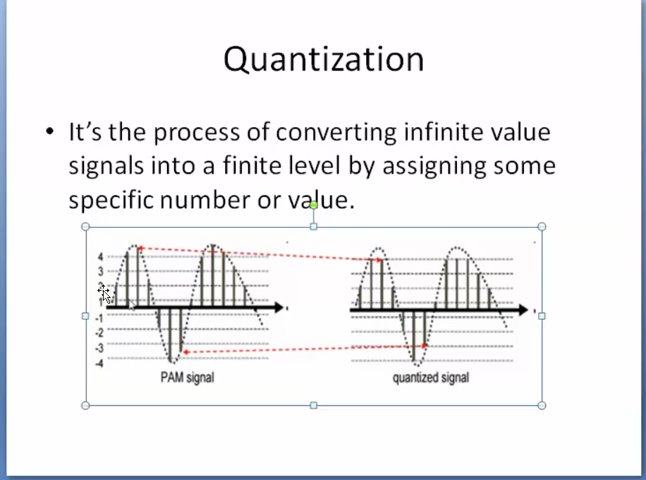 Quantization
• It's the process of converting infinite value
signals into a finite level by assigning some
specific number or value.
4
3
-1
-2
-3
-4
PAM signal
quantized signal